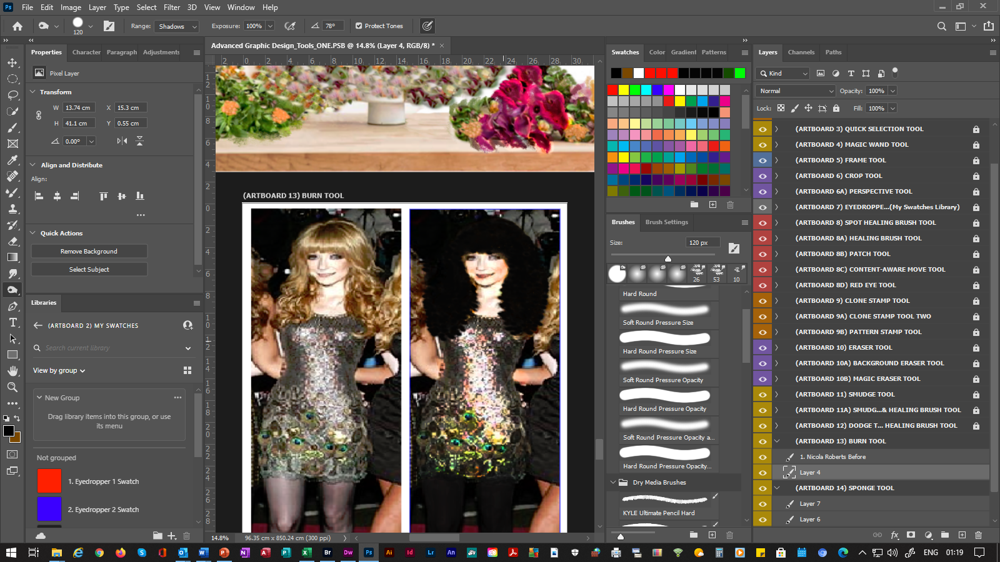 Ps File Edit Image Layer Type Select Filter 3D View Window Help
120 Range: Shadows Exposure: 100% 78° Protect Tones
Properties Character Paragraph Adjustments
Pixel Layer
Transform
W 13.74 cm X 15.3 cm
H 41.1 cm Y 0.55 cm
0.00°
Align and Distribute
Align:
Quick Actions
Remove Background
Select Subject
Libraries
(ARTBOARD 2) MY SWATCHES
Search current library
View by group
New Group
Drag library items into this group, or use
its menu
Not grouped
1. Eyedropper 1 Swatch
2. Eyedropper 2 Swatch
Advanced Graphic Design_Tools_ONE.PSB @ 14.8% (Layer 4, RGB/8) *
2 0 2 4 6 8 10 12 14 16 18 20 22 24 26 28 30
(ARTBOARD 13) BURN TOOL
14.8% 96.35 cm x 850.24 cm (300 ppi)
Swatches Color Gradient Patterns
Brushes Brush Settings
Size: 120 px
26 53 10
Hard Round
Soft Round Pressure Size
Hard Round Pressure Size
Soft Round Pressure Opacity
Hard Round Pressure Opacity
Soft Round Pressure Opacity a...
Hard Round Pressure Opacity...
Dry Media Brushes
KYLE Ultimate Pencil Hard
Layers Channels Paths
Kind
Normal Opacity: 100%
Lock: Fill: 100%
(ARTBOARD 3) QUICK SELECTION TOOL
(ARTBOARD 4) MAGIC WAND TOOL
(ARTBOARD 5) FRAME TOOL
(ARTBOARD 6) CROP TOOL
(ARTBOARD 6A) PERSPECTIVE TOOL
(ARTBOARD 7) EYEDROPPE...(My Swatches Library)
(ARTBOARD 8) SPOT HEALING BRUSH TOOL
(ARTBOARD 8A) HEALING BRUSH TOOL
(ARTBOARD 8B) PATCH TOOL
(ARTBOARD 8C) CONTENT-AWARE MOVE TOOL
(ARTBOARD 8D) RED EYE TOOL
(ARTBOARD 9) CLONE STAMP TOOL
(ARTBOARD 9A) CLONE STAMP TOOL TWO
(ARTBOARD 9B) PATTERN STAMP TOOL
(ARTBOARD 10) ERASER TOOL
(ARTBOARD 10A) BACKGROUND ERASER TOOL
(ARTBOARD 10B) MAGIC ERASER TOOL
(ARTBOARD 11) SMUDGE TOOL
(ARTBOARD 11A) SMUDG...& HEALING BRUSH TOOL
(ARTBOARD 12) DODGE T... HEALING BRUSH TOOL
(ARTBOARD 13) BURN TOOL
1. Nicola Roberts Before
Layer 4
(ARTBOARD 14) SPONGE TOOL
Layer 7
Layer 6
fx
Br Dw Ps Ai Id Lr An
ENG 01:19